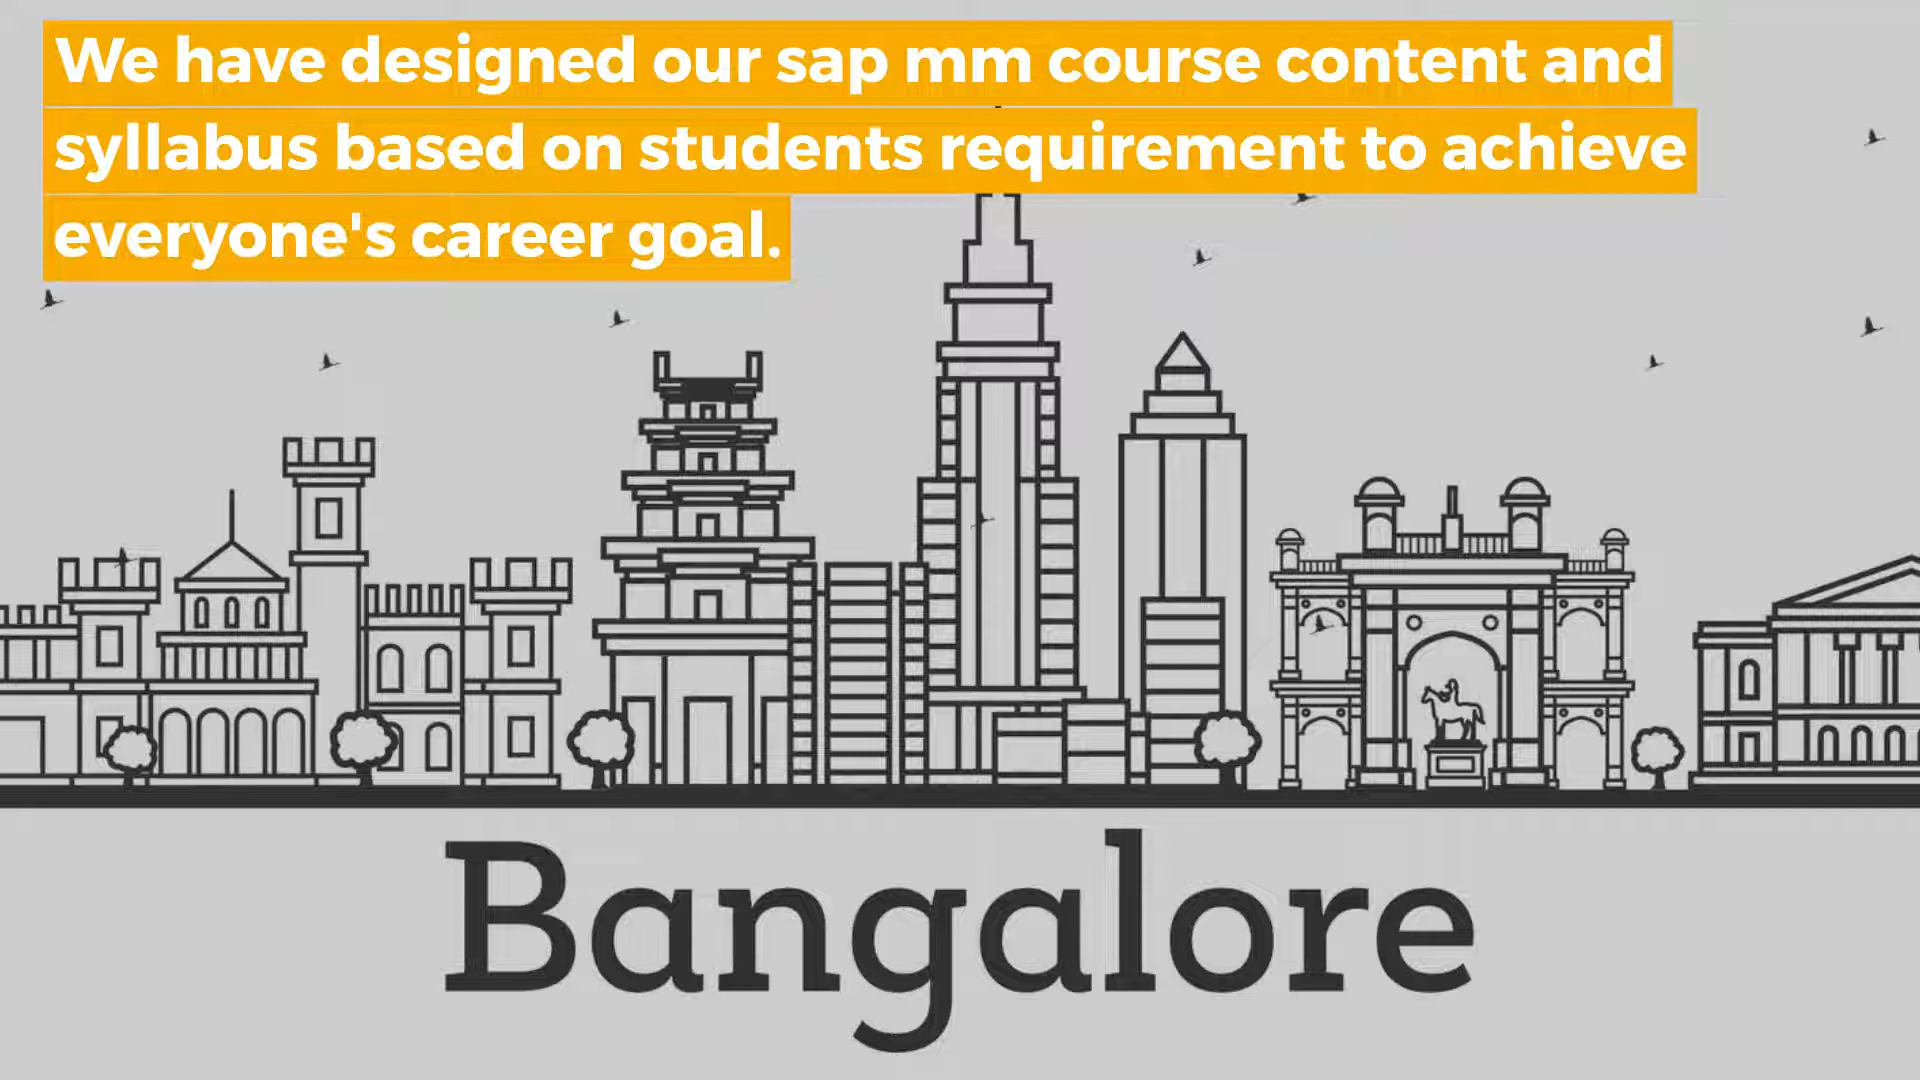 We have designed our sap mm course content and
syllabus based on students requirement to achieve
everyone's career goal.
Bangalore